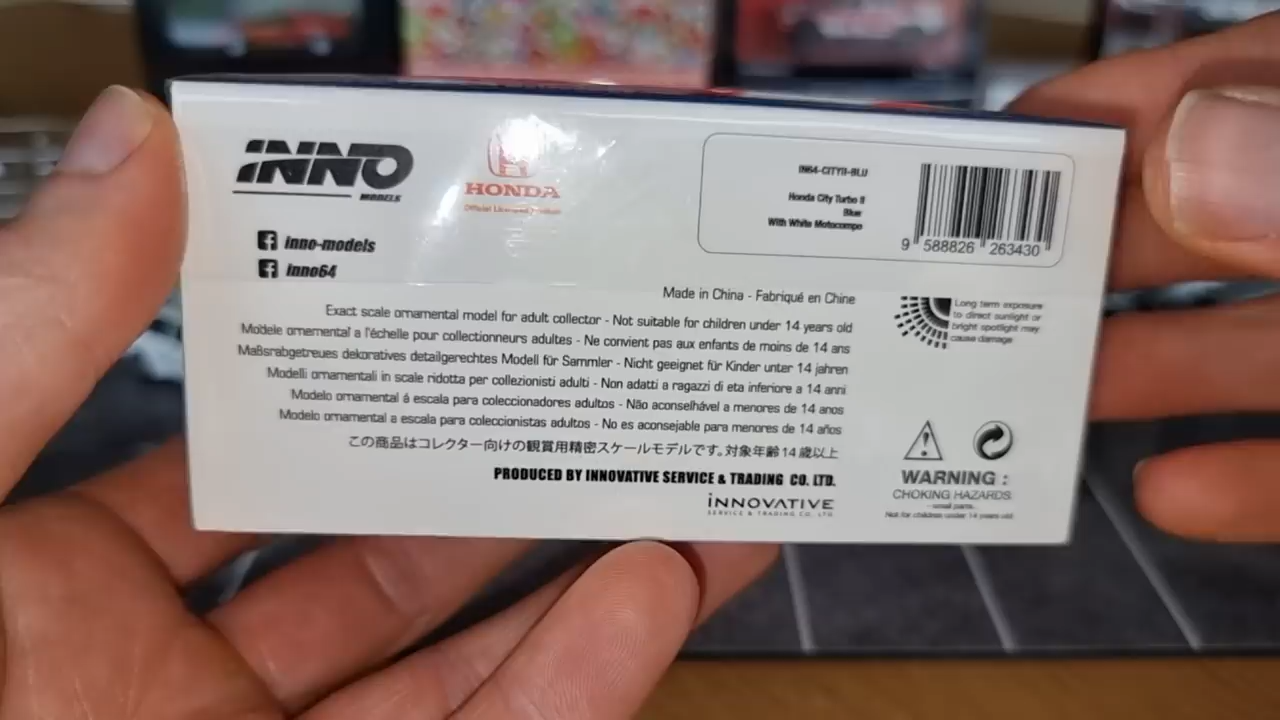 INNO
MODELS
HONDA
Official Licensed Product
inno-models
inno64
IN64-CITYII-BLU
Honda City Turbo II
Blue
With White Motocompo
9 588826 263430
Made in China - Fabriqué en Chine
Exact scale ornamental model for adult collector - Not suitable for children under 14 years old
Modele ornemental a l'échelle pour collectionneurs adultes - Ne convient pas aux enfants de moins de 14 ans
Maßsrabgetreues dekoratives detailgerechtes Modell für Sammler - Nicht geeignet für Kinder unter 14 jahren
Modelli ornamentali in scale ridotta per collezionisti adulti - Non adatti a ragazzi di eta inferiore a 14 anni
Modelo ornamental á escala para coleccionadores adultos - Não aconselhável a menores de 14 anos
Modelo ornamental a escala para coleccionistas adultos - No es aconsejable para menores de 14 años
この商品はコレクター向けの観賞用精密スケールモデルです。対象年齢14歳以上
PRODUCED BY INNOVATIVE SERVICE & TRADING CO. LTD.
iNNOVATIVE
SERVICE & TRADING CO. LTD.
Long term exposure
to direct sunlight or
bright spotlight may
cause damage
WARNING :
CHOKING HAZARDS
- small parts.
Not for children under 14 years old